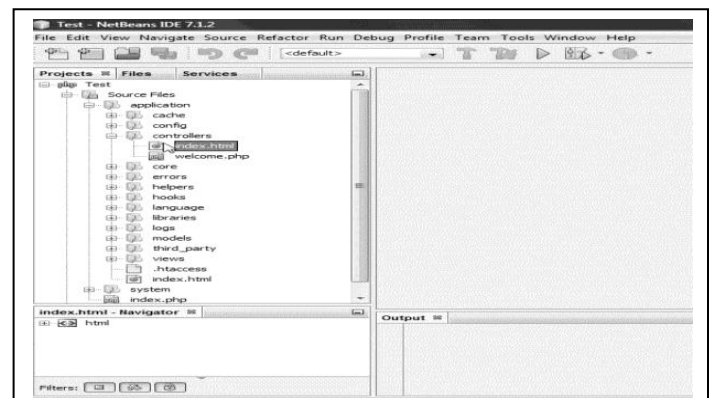 Test - NetBeans IDE 7.1.2
File Edit View Navigate Source Refactor Run Debug Profile Team Tools Window Help
<default>
Projects Files Services
php Test
Source Files
application
cache
config
controllers
index.html
welcome.php
core
errors
helpers
hooks
language
libraries
logs
models
third_party
views
.htaccess
index.html
system
index.php
index.html - Navigator
Output
html
Filters: